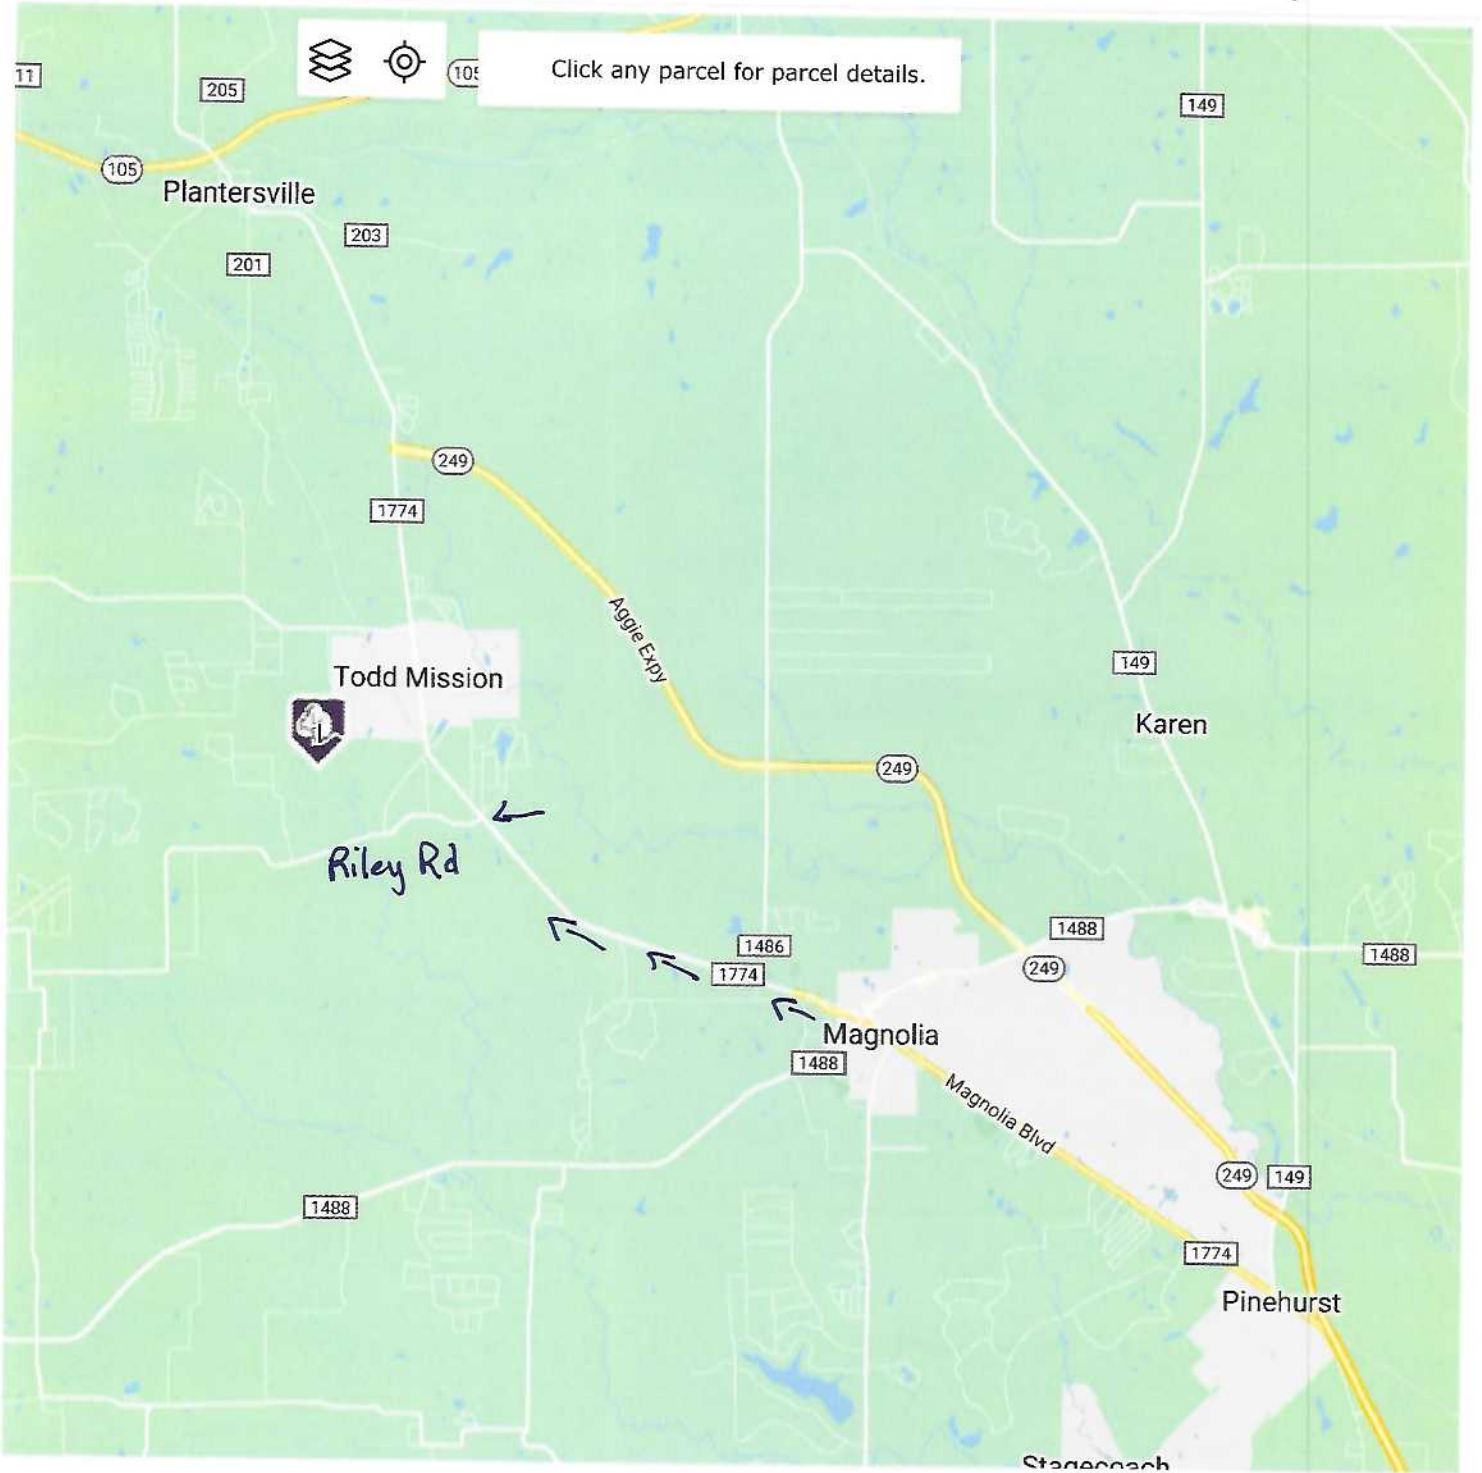 11
205
105
Click any parcel for parcel details.
149
105
Plantersville
203
201
249
1774
Aggie Expy
Todd Mission
149
Karen
L
249
Riley Rd
1486
1488
1488
1774
249
Magnolia
1488
Magnolia Blvd
249
149
1488
1774
Pinehurst
Stagecoach